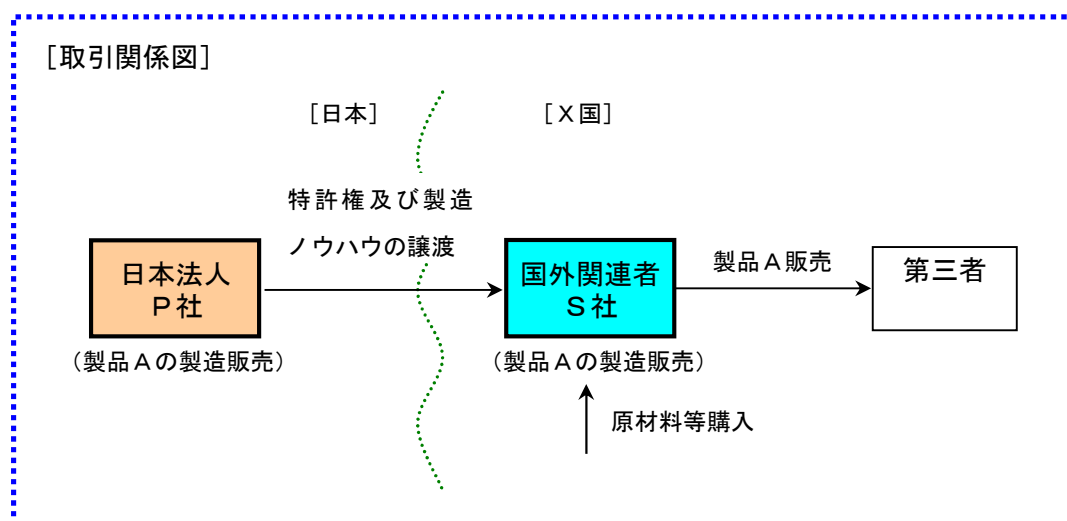 ［取引関係図］
［日本］
［Ｘ国］
特許権及び製造
ノウハウの譲渡
日本法人
Ｐ社
（製品Ａの製造販売）
国外関連者
Ｓ社
（製品Ａの製造販売）
製品Ａ販売
第三者
原材料等購入